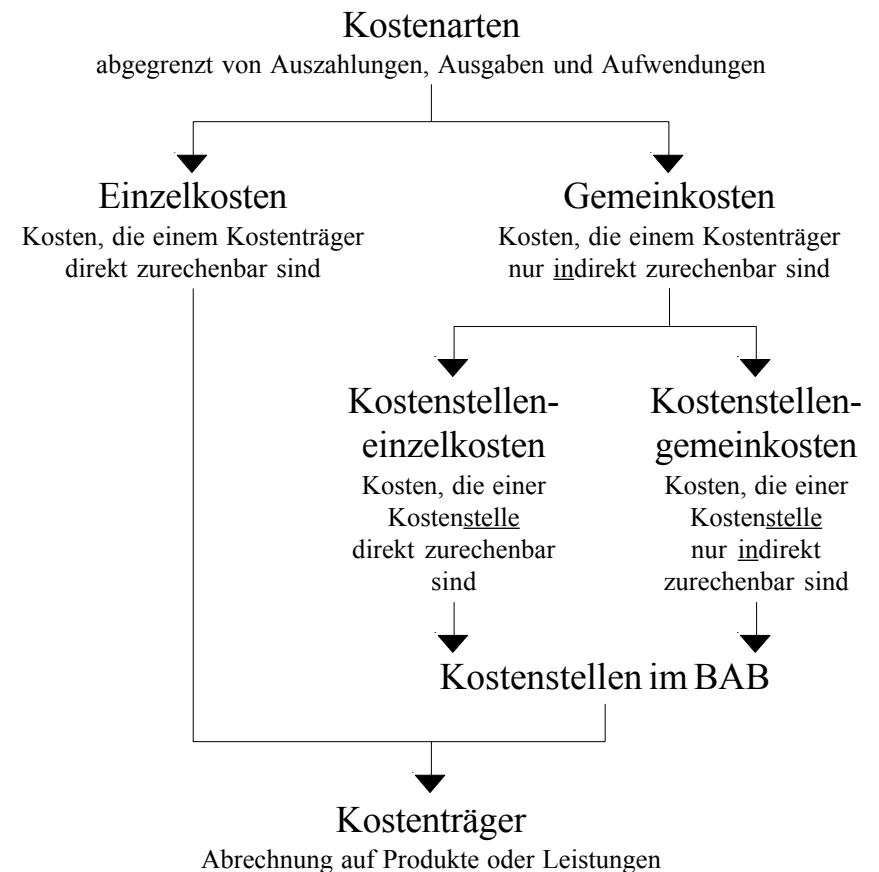 Kostenarten
abgegrenzt von Auszahlungen, Ausgaben und Aufwendungen
Einzelkosten
Kosten, die einem Kostenträger
direkt zurechenbar sind
Gemeinkosten
Kosten, die einem Kostenträger
nur indirekt zurechenbar sind
Kostenstellen-
einzelkosten
Kosten, die einer
Kostenstelle
direkt zurechenbar
sind
Kostenstellen-
gemeinkosten
Kosten, die einer
Kostenstelle
nur indirekt
zurechenbar sind
Kostenstellen im BAB
Kostenträger
Abrechnung auf Produkte oder Leistungen